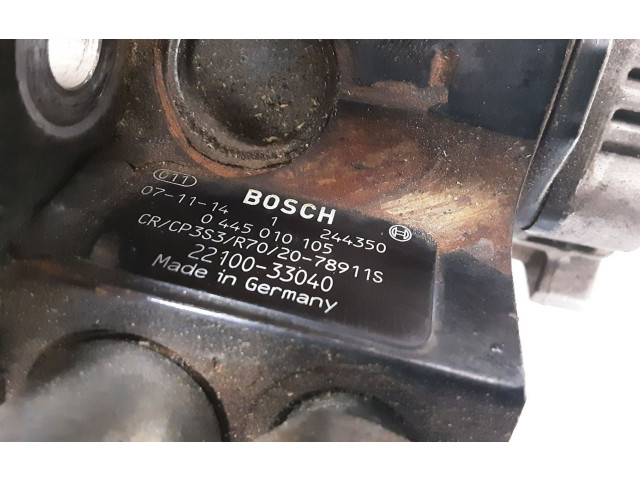 011
07-11-14 BOSCH
1 244350
0 445 010 105
CR/CP3S3/R70/20-78911S
22100-33040
Made in Germany